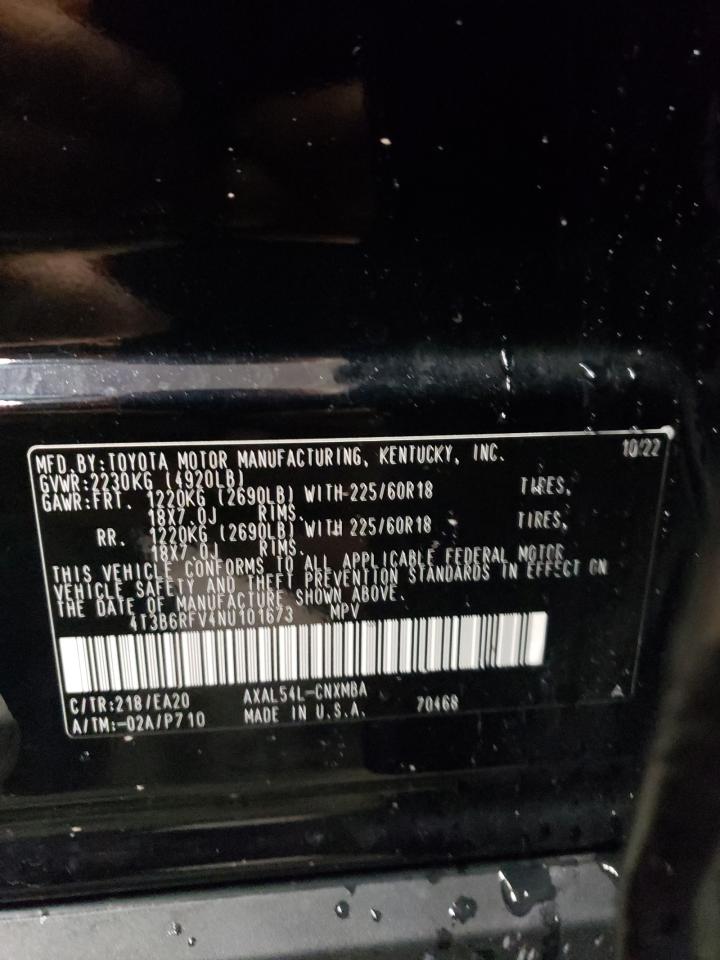 MFD.BY:TOYOTA MOTOR MANUFACTURING, KENTUCKY, INC. 10/22
GVWR:2230KG (4920LB)
GAWR:FRT. 1220KG (2690LB) WITH 225/60R18 TIRES,
18X7.0J RIMS.
RR. 1220KG (2690LB) WITH 225/60R18 TIRES,
18X7.0J RIMS.
THIS VEHICLE CONFORMS TO ALL APPLICABLE FEDERAL MOTOR
VEHICLE SAFETY AND THEFT PREVENTION STANDARDS IN EFFECT ON
THE DATE OF MANUFACTURE SHOWN ABOVE.
4T3B6RFV4NU101673 MPV
C/TR:218/EA20 AXAL54L-CNXMBA
A/TM:-02A/P710 MADE IN U.S.A. 70468